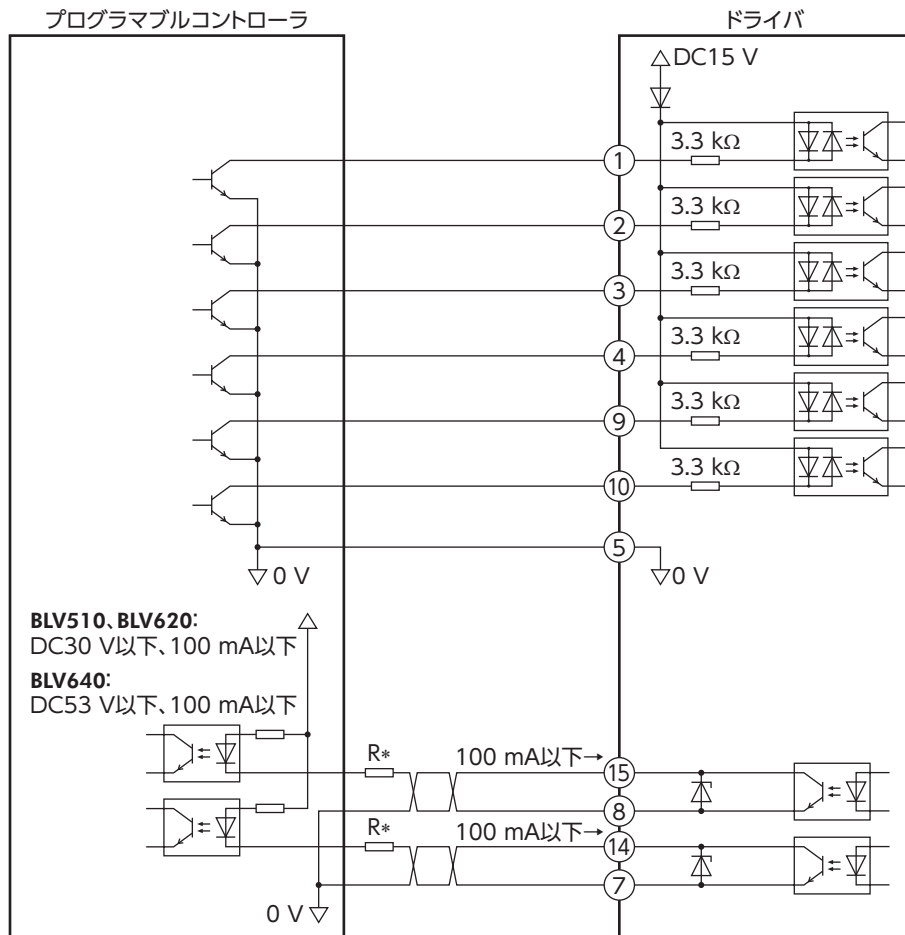 プログラマブルコントローラ
ドライバ
DC15 V
3.3 kΩ
1
3.3 kΩ
2
3.3 kΩ
3
3.3 kΩ
4
3.3 kΩ
9
3.3 kΩ
10
5
0 V
0 V
BLV510、BLV620:
DC30 V以下、100 mA以下
BLV640:
DC53 V以下、100 mA以下
R*
100 mA以下→
15
8
R*
100 mA以下→
14
7
0 V